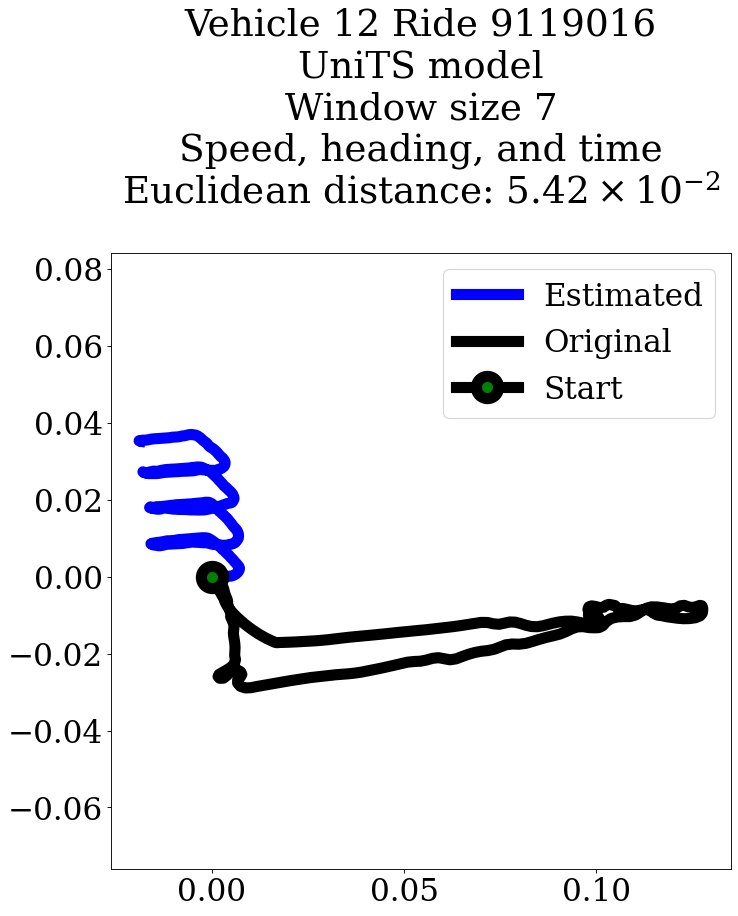 Vehicle 12 Ride 9119016
UniTS model
Window size 7
Speed, heading, and time
Euclidean distance: 5.42 × 10⁻²
0.08
0.06
0.04
0.02
0.00
−0.02
−0.04
−0.06
Estimated
Original
Start
0.00
0.05
0.10